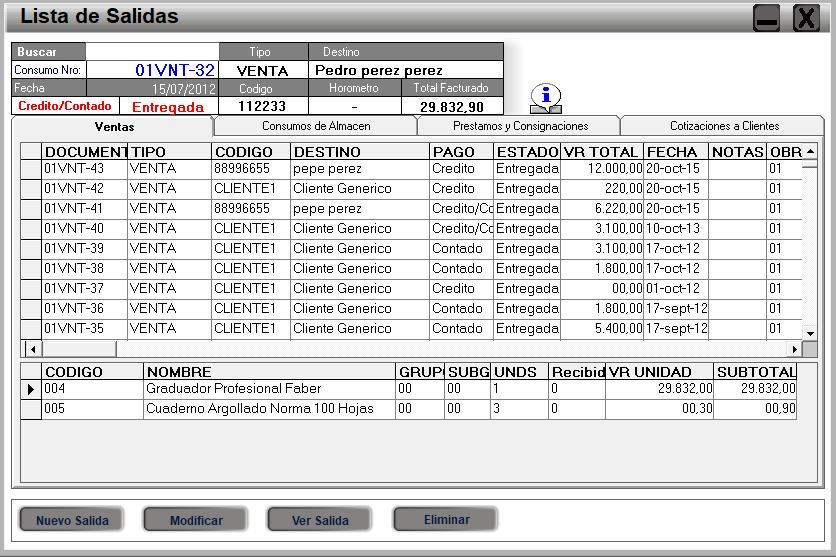 Lista de Salidas
Buscar Tipo Destino
Consumo Nro: 01VNT-32 VENTA Pedro perez perez
Fecha 15/07/2012 Codigo Horometro Total Facturado
Credito/Contado Entregada 112233 - 29.832,90
Ventas Consumos de Almacen Prestamos y Consignaciones Cotizaciones a Clientes
DOCUMENT TIPO CODIGO DESTINO PAGO ESTADO VR TOTAL FECHA NOTAS OBR
01VNT-43 VENTA 88996655 pepe perez Credito Entregada 12.000,00 20-oct-15 01
01VNT-42 VENTA CLIENTE1 Cliente Generico Credito Entregada 220,00 20-oct-15 01
01VNT-41 VENTA 88996655 pepe perez Credito/Co Entregada 6.220,00 20-oct-15 01
01VNT-40 VENTA CLIENTE1 Cliente Generico Credito/Co Entregada 3.100,00 10-oct-13 01
01VNT-39 VENTA CLIENTE1 Cliente Generico Contado Entregada 3.100,00 17-oct-12 01
01VNT-38 VENTA CLIENTE1 Cliente Generico Contado Entregada 1.800,00 17-oct-12 01
01VNT-37 VENTA CLIENTE1 Cliente Generico Credito Entregada 00,00 01-oct-12 01
01VNT-36 VENTA CLIENTE1 Cliente Generico Contado Entregada 1.800,00 17-sept-12 01
01VNT-35 VENTA CLIENTE1 Cliente Generico Contado Entregada 5.400,00 17-sept-12 01
CODIGO NOMBRE GRUP SUBG UNDS Recibid VR UNIDAD SUBTOTAL
004 Graduador Profesional Faber 00 00 1 0 29.832,00 29.832,00
005 Cuaderno Argollado Norma 100 Hojas 00 00 3 0 00,30 00,90
Nuevo Salida Modificar Ver Salida Eliminar